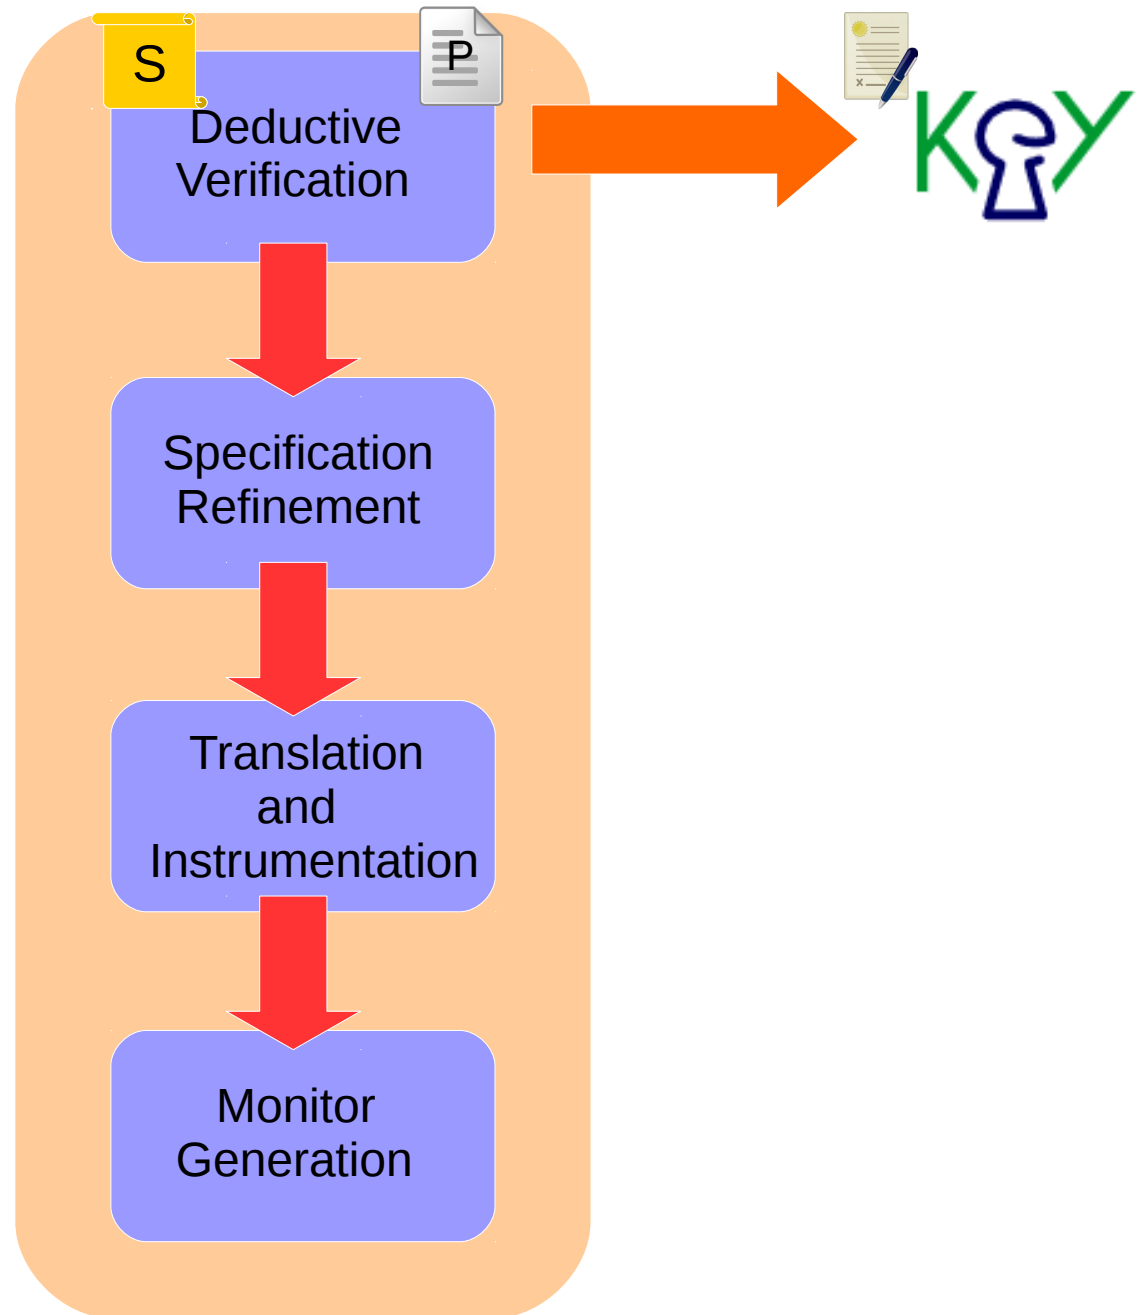 S
P
Deductive
Verification
KeY
Specification
Refinement
Translation
and
Instrumentation
Monitor
Generation